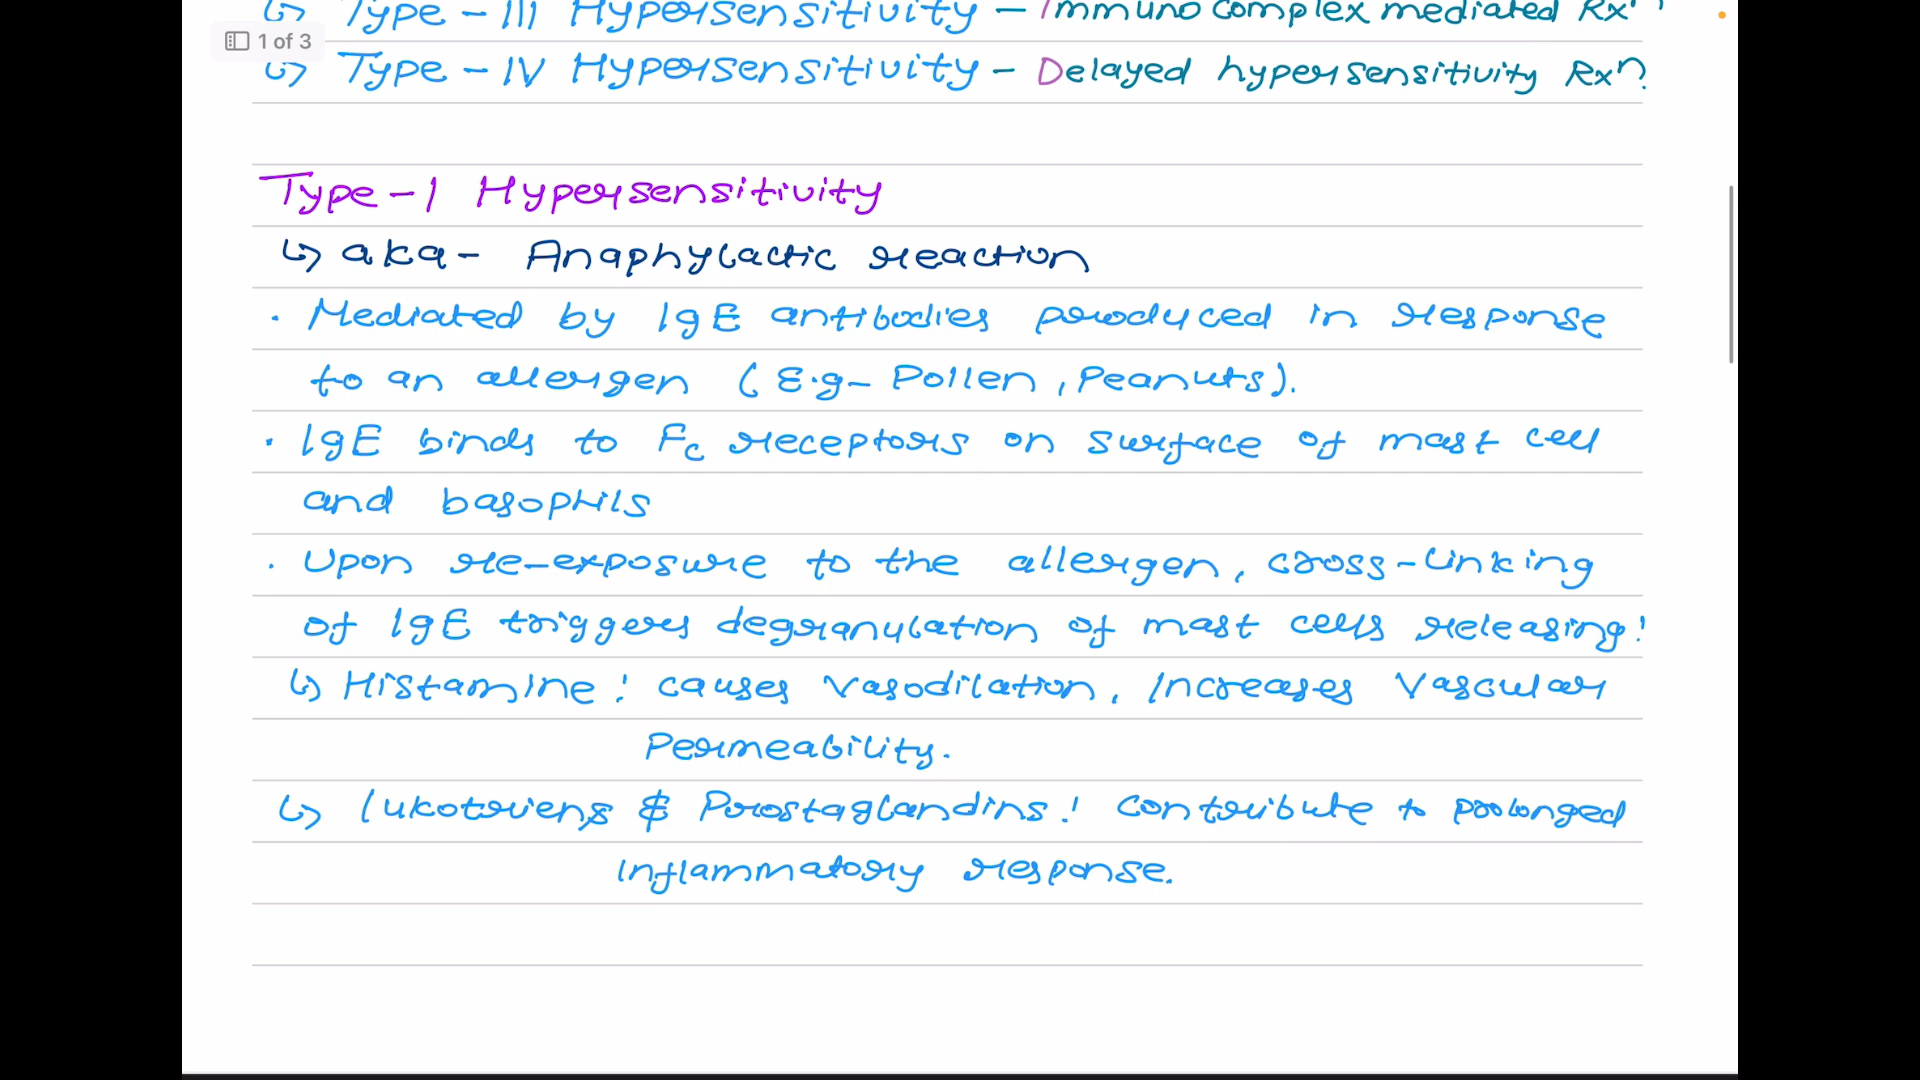 ↳ Type - III Hypersensitivity - Immuno complex mediated Rxⁿ
1 of 3
↳ Type - IV Hypersensitivity - Delayed hypersensitivity Rxⁿ.
Type - I Hypersensitivity
↳ aka - Anaphylactic reaction
· Mediated by IgE antibodies produced in response
to an allergen (E.g- Pollen, Peanuts).
· IgE binds to Fc receptors on surface of mast cell
and basophils
· Upon re-exposure to the allergen, cross-linking
of IgE triggers degranulation of mast cells releasing:
↳ Histamine: causes vasodilation, Increases Vascular
Permeability.
↳ lukotriens & Prostaglandins: contribute to prolonged
Inflammatory response.